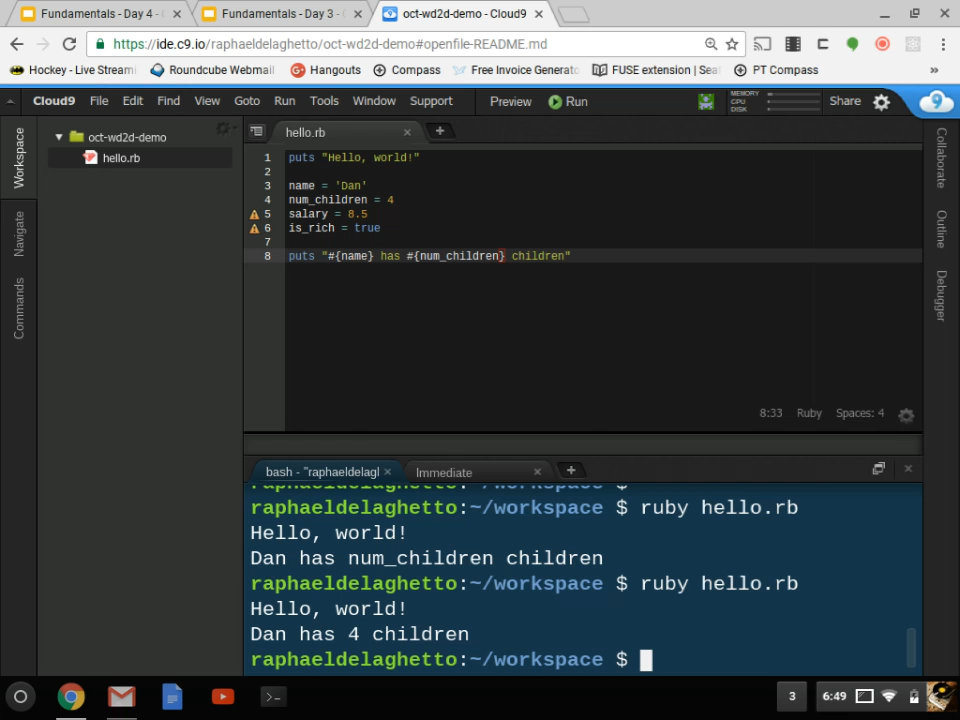 Fundamentals - Day 4 -
Fundamentals - Day 3 -
oct-wd2d-demo - Cloud9
https://ide.c9.io/raphaeldelaghetto/oct-wd2d-demo#openfile-README.md
Hockey - Live Streami
Roundcube Webmail
Hangouts
Compass
Free Invoice Generato
FUSE extension | Seaf
PT Compass
»
Cloud9 File Edit Find View Goto Run Tools Window Support Preview Run
MEMORY
CPU
DISK
Share
Workspace
Navigate
Commands
oct-wd2d-demo
hello.rb
hello.rb
1 puts "Hello, world!"
2
3 name = 'Dan'
4 num_children = 4
5 salary = 8.5
6 is_rich = true
7
8 puts "#{name} has #{num_children} children"
8:33 Ruby Spaces: 4
Collaborate
Outline
Debugger
bash - "raphaeldelagl
Immediate
raphaeldelaghetto:~/workspace $
raphaeldelaghetto:~/workspace $ ruby hello.rb
Hello, world!
Dan has num_children children
raphaeldelaghetto:~/workspace $ ruby hello.rb
Hello, world!
Dan has 4 children
raphaeldelaghetto:~/workspace $
3
6:49